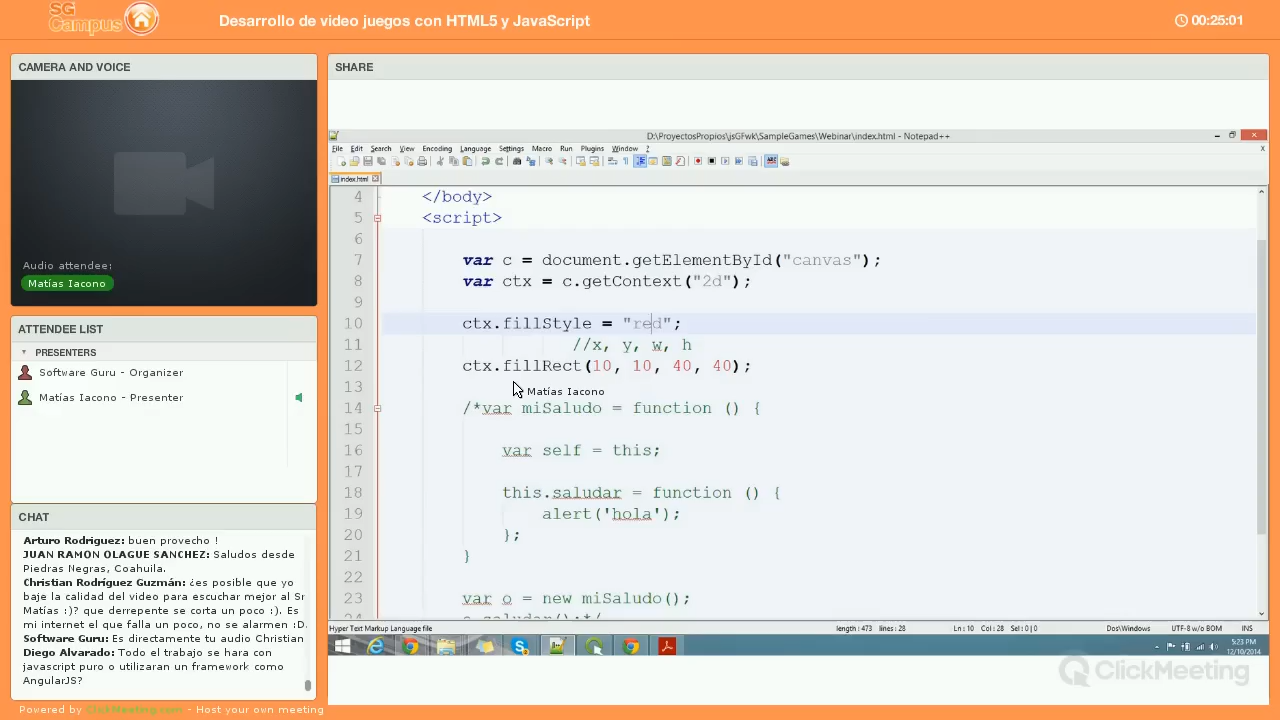 SG
Campus
Desarrollo de video juegos con HTML5 y JavaScript
00:25:01
CAMERA AND VOICE
Audio attendee:
Matías Iacono
ATTENDEE LIST
PRESENTERS
Software Guru - Organizer
Matías Iacono - Presenter
CHAT
Arturo Rodriguez: buen provecho !
JUAN RAMON OLAGUE SANCHEZ: Saludos desde
Piedras Negras, Coahuila.
Christian Rodríguez Guzmán: ¿es posible que yo
baje la calidad del video para escuchar mejor al Sr
Matías :)? que derrepente se corta un poco :). Es
mi internet el que falla un poco, no se alarmen :D.
Software Guru: Es directamente tu audio Christian
Diego Alvarado: Todo el trabajo se hara con
javascript puro o utilizaran un framework como
AngularJS?
Powered by ClickMeeting.com - Host your own meeting
SHARE
D:\ProyectosPropios\jsGFwk\SampleGames\Webinar\index.html - Notepad++
File Edit Search View Encoding Language Settings Macro Run Plugins Window ?
X
index.html
4 </body>
5 <script>
6
7 var c = document.getElementById("canvas");
8 var ctx = c.getContext("2d");
9
10 ctx.fillStyle = "red";
11 //x, y, w, h
12 ctx.fillRect(10, 10, 40, 40);
13
Matías Iacono
14 /*var miSaludo = function () {
15
16 var self = this;
17
18 this.saludar = function () {
19 alert('hola');
20 };
21 }
22
23 var o = new miSaludo();
24 o.saludar();*/
Hyper Text Markup Language file
length : 473 lines : 28
Ln : 10 Col : 28 Sel : 0 | 0
Dos\Windows
UTF-8 w/o BOM
INS
5:23 PM
12/10/2014
ClickMeeting